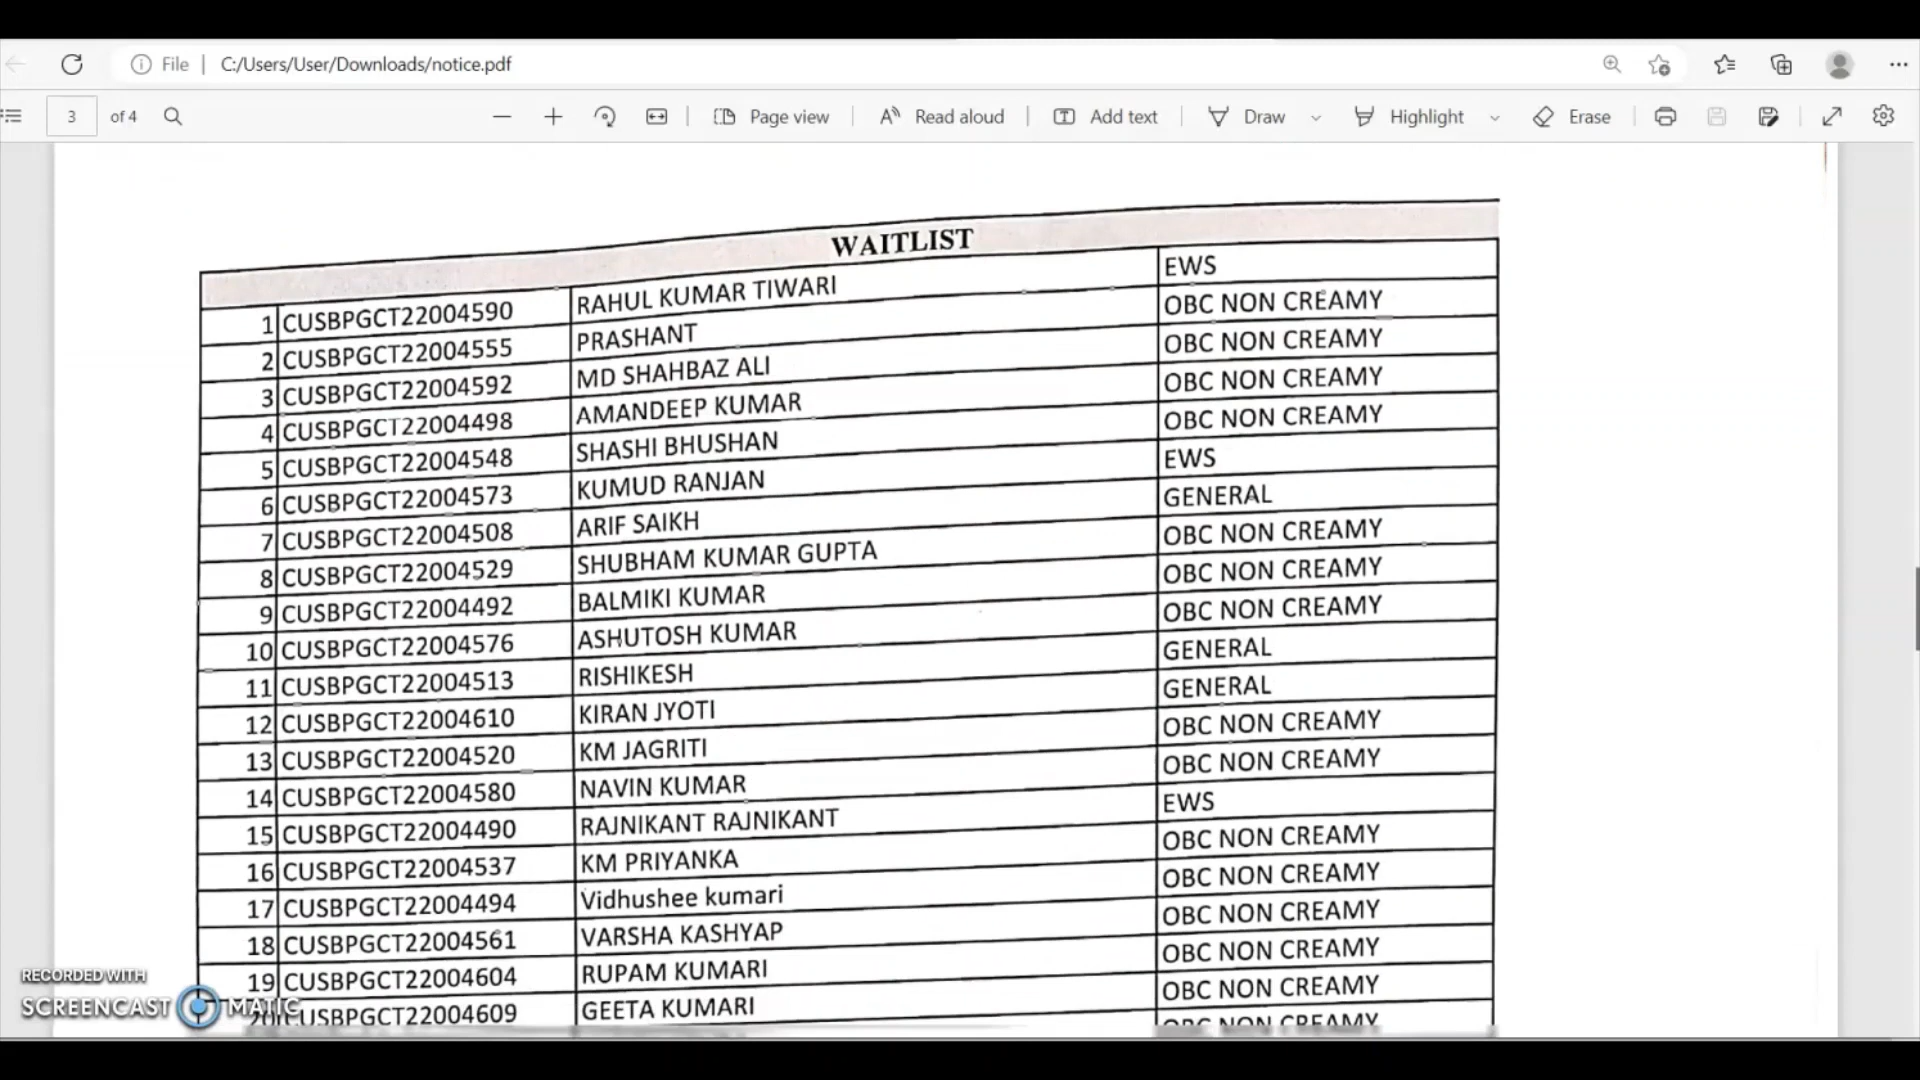 File | C:/Users/User/Downloads/notice.pdf
3 of 4 Page view Read aloud Add text Draw Highlight Erase
WAITLIST
1 CUSBPGCT22004590 RAHUL KUMAR TIWARI EWS
2 CUSBPGCT22004555 PRASHANT OBC NON CREAMY
3 CUSBPGCT22004592 MD SHAHBAZ ALI OBC NON CREAMY
4 CUSBPGCT22004498 AMANDEEP KUMAR OBC NON CREAMY
5 CUSBPGCT22004548 SHASHI BHUSHAN OBC NON CREAMY
6 CUSBPGCT22004573 KUMUD RANJAN EWS
7 CUSBPGCT22004508 ARIF SAIKH GENERAL
8 CUSBPGCT22004529 SHUBHAM KUMAR GUPTA OBC NON CREAMY
9 CUSBPGCT22004492 BALMIKI KUMAR OBC NON CREAMY
10 CUSBPGCT22004576 ASHUTOSH KUMAR OBC NON CREAMY
11 CUSBPGCT22004513 RISHIKESH GENERAL
12 CUSBPGCT22004610 KIRAN JYOTI GENERAL
13 CUSBPGCT22004520 KM JAGRITI OBC NON CREAMY
14 CUSBPGCT22004580 NAVIN KUMAR OBC NON CREAMY
15 CUSBPGCT22004490 RAJNIKANT RAJNIKANT EWS
16 CUSBPGCT22004537 KM PRIYANKA OBC NON CREAMY
17 CUSBPGCT22004494 Vidhushee kumari OBC NON CREAMY
18 CUSBPGCT22004561 VARSHA KASHYAP OBC NON CREAMY
19 CUSBPGCT22004604 RUPAM KUMARI OBC NON CREAMY
20 CUSBPGCT22004609 GEETA KUMARI OBC NON CREAMY
OBC NON CREAMY
RECORDED WITH
SCREENCAST MATIC